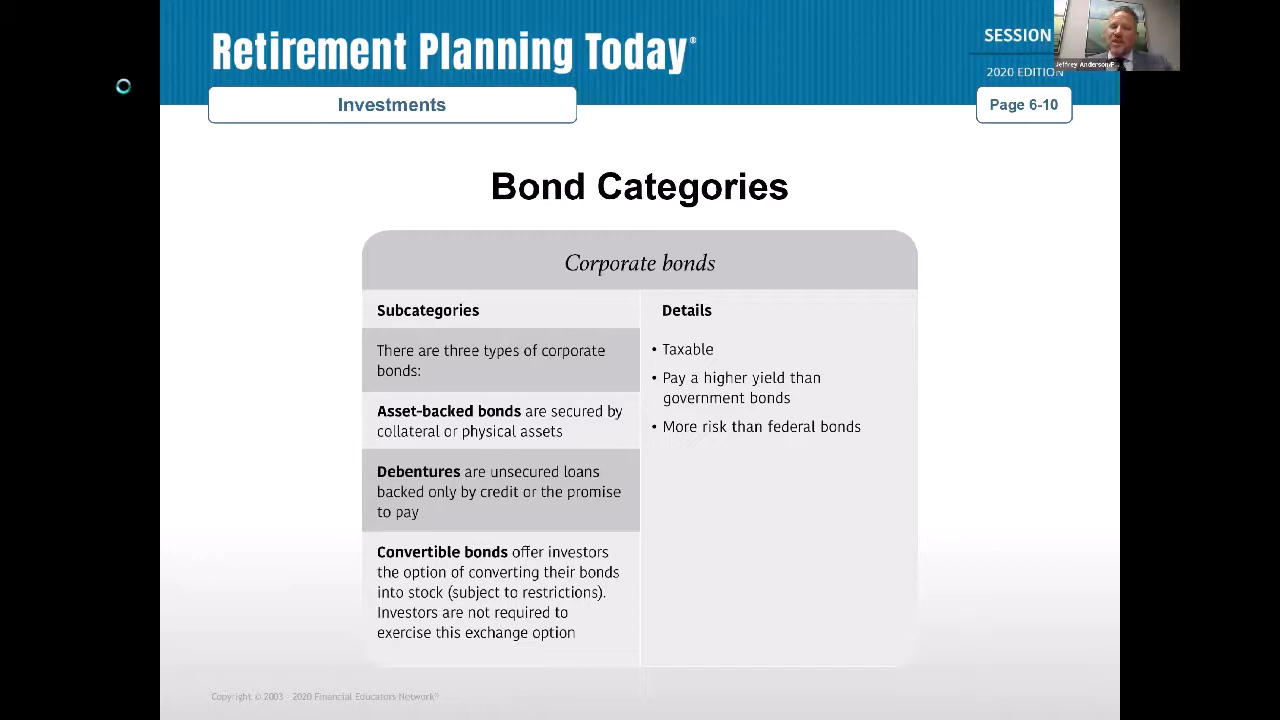 Retirement Planning Today®
SESSION
2020 EDITION
Jeffrey Anderson
Investments
Page 6-10
Bond Categories
Corporate bonds
Subcategories
There are three types of corporate
bonds:
Asset-backed bonds are secured by
collateral or physical assets
Debentures are unsecured loans
backed only by credit or the promise
to pay
Convertible bonds offer investors
the option of converting their bonds
into stock (subject to restrictions).
Investors are not required to
exercise this exchange option
Details
• Taxable
• Pay a higher yield than
government bonds
• More risk than federal bonds
Copyright © 2003 - 2020 Financial Educators Network®